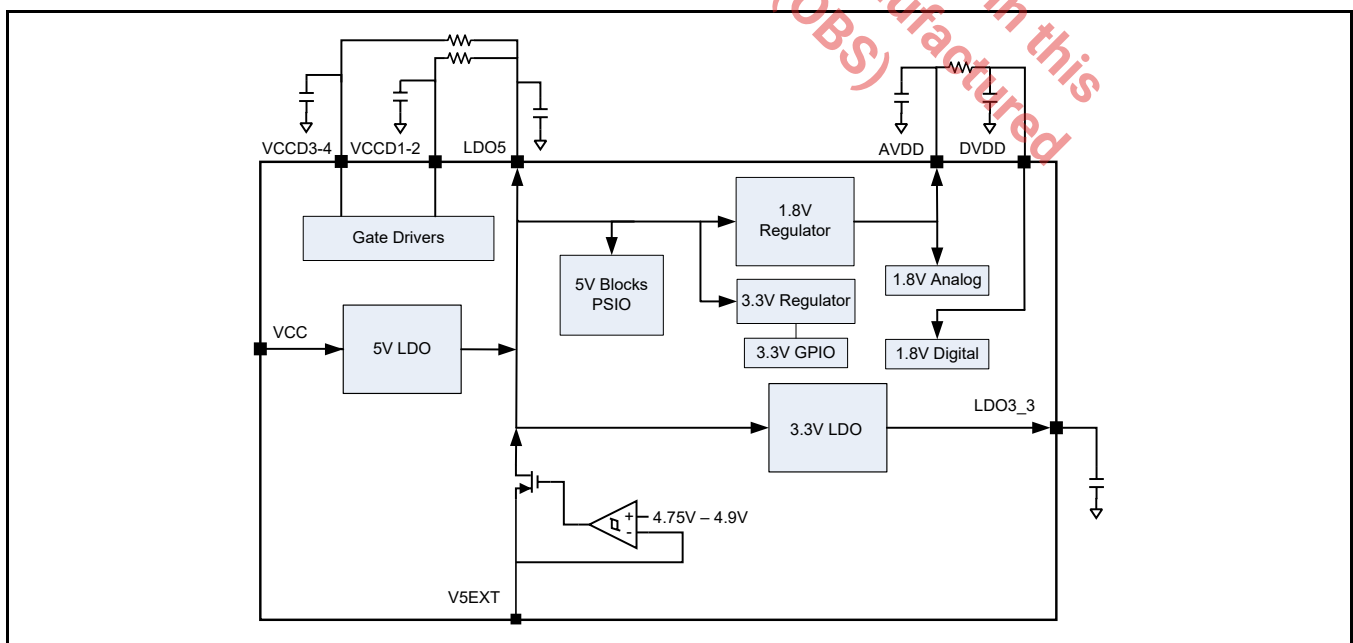 in this
nufactured
(OBS)
VCCD3-4 VCCD1-2 LDO5 AVDD DVDD
Gate Drivers
1.8V
Regulator
5V Blocks
PSIO
1.8V Analog
3.3V Regulator
VCC
5V LDO
3.3V GPIO
1.8V Digital
LDO3_3
3.3V LDO
+
4.75V – 4.9V
-
V5EXT